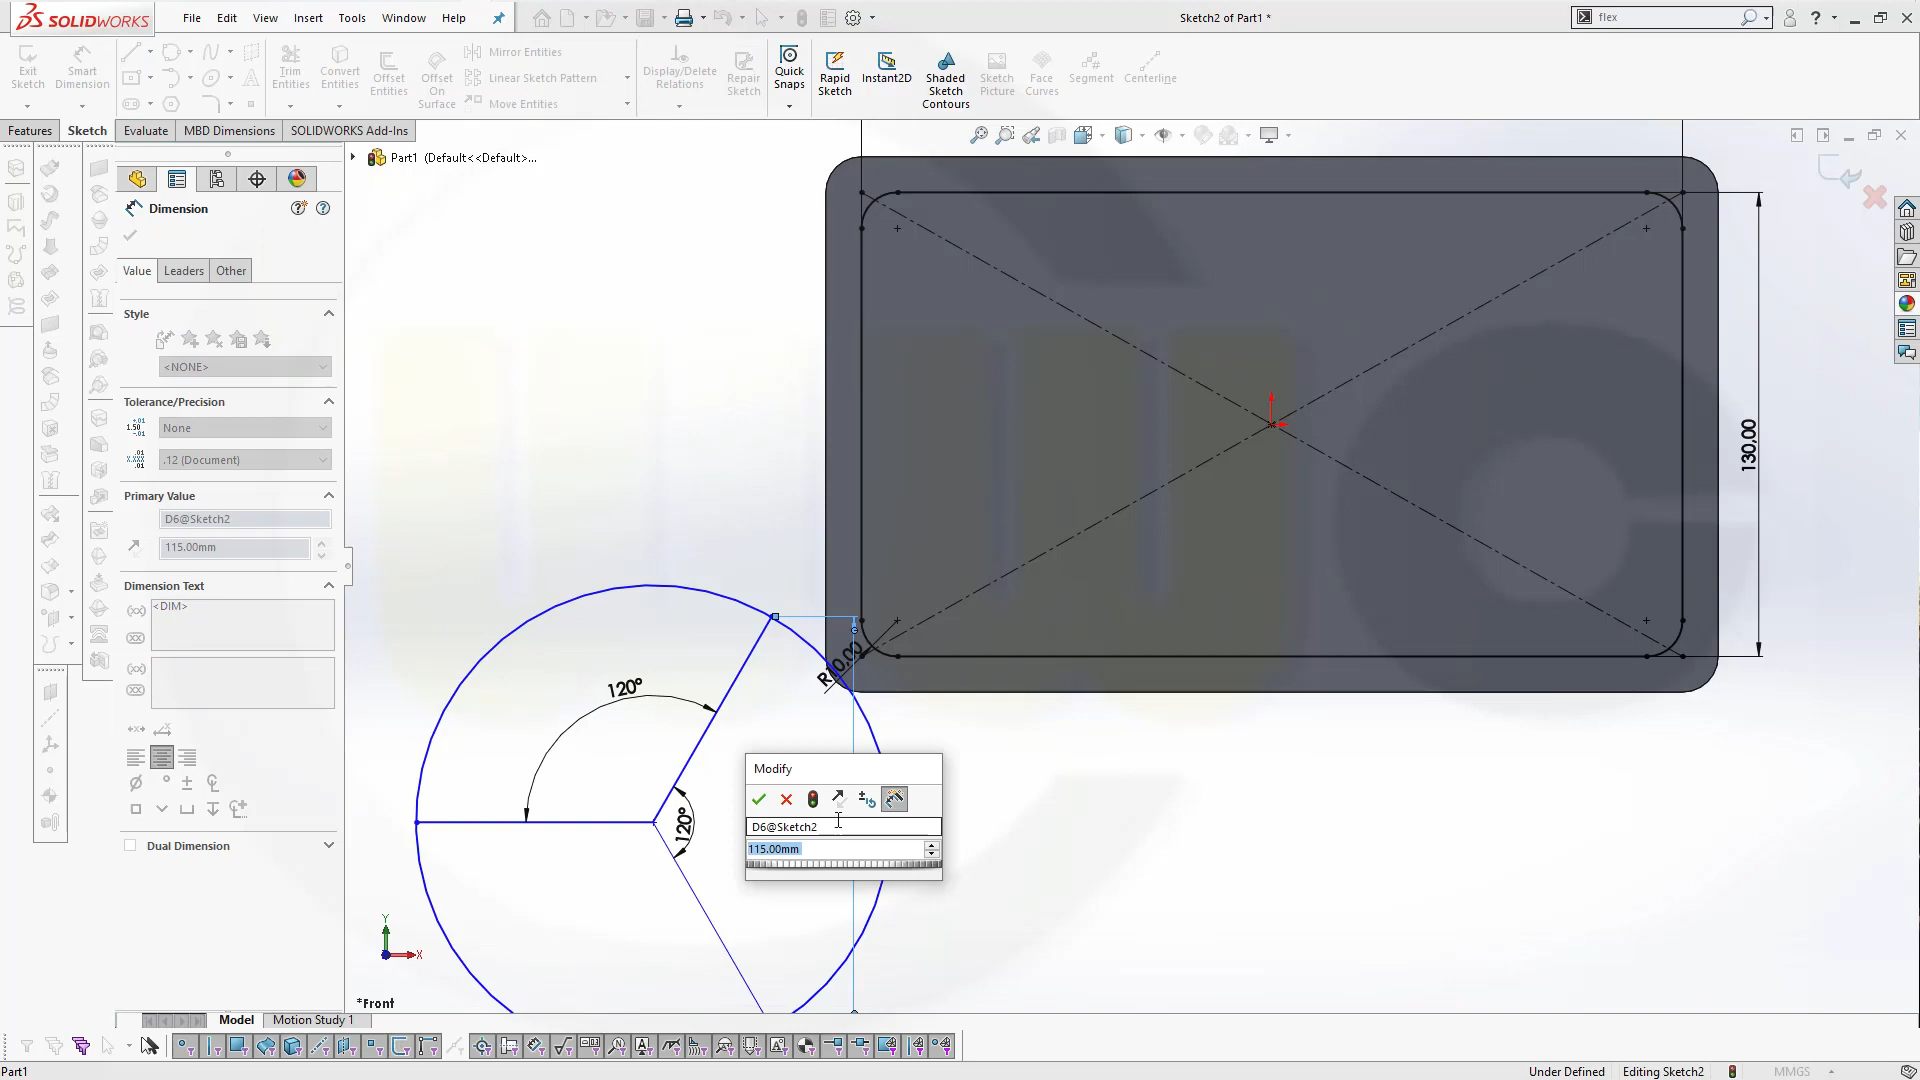 SOLIDWORKS
File
Edit
View
Insert
Tools
Window
Help
Sketch2 of Part1 *
flex
Exit
Sketch
Smart
Dimension
Trim
Entities
Convert
Entities
Offset
Entities
Offset
On
Surface
Mirror Entities
Linear Sketch Pattern
Move Entities
Display/Delete
Relations
Repair
Sketch
Quick
Snaps
Rapid
Sketch
Instant2D
Shaded
Sketch
Contours
Sketch
Picture
Face
Curves
Segment
Centerline
Features
Sketch
Evaluate
MBD Dimensions
SOLIDWORKS Add-Ins
Part1 (Default<<Default>...
Dimension
Value
Leaders
Other
Style
<NONE>
Tolerance/Precision
None
.12 (Document)
Primary Value
D6@Sketch2
115.00mm
Dimension Text
<DIM>
Dual Dimension
130,00
R10,00
120°
120°
Modify
D6@Sketch2
115.00mm
Y
X
*Front
Model
Motion Study 1
Part1
Under Defined
Editing Sketch2
MMGS